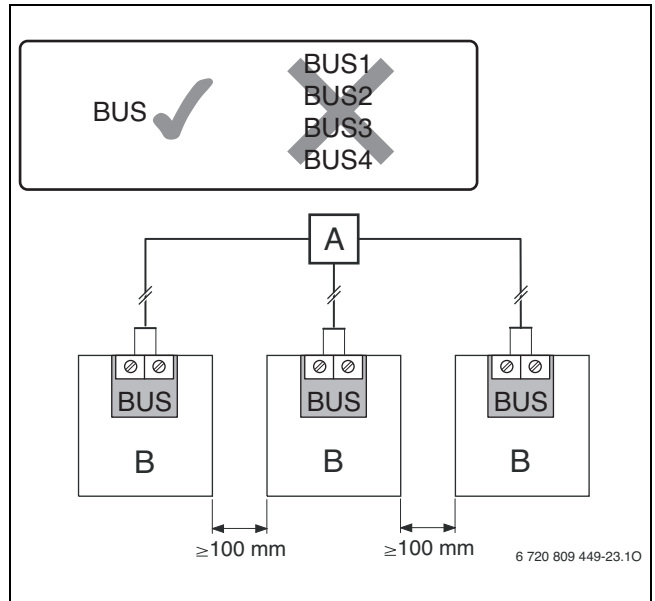 BUS
BUS1
BUS2
BUS3
BUS4
A
BUS BUS BUS
B B B
≥100 mm ≥100 mm
6 720 809 449-23.1O